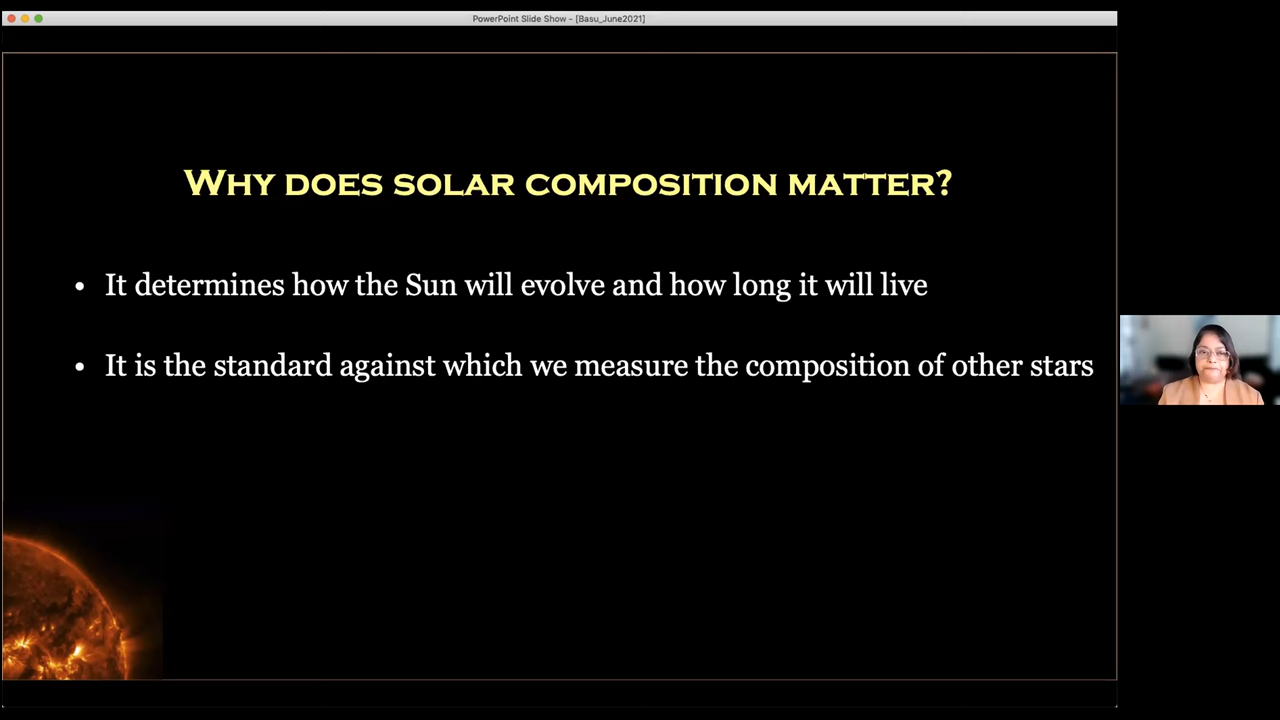 PowerPoint Slide Show - [Basu_June2021]
WHY DOES SOLAR COMPOSITION MATTER?
• It determines how the Sun will evolve and how long it will live
• It is the standard against which we measure the composition of other stars